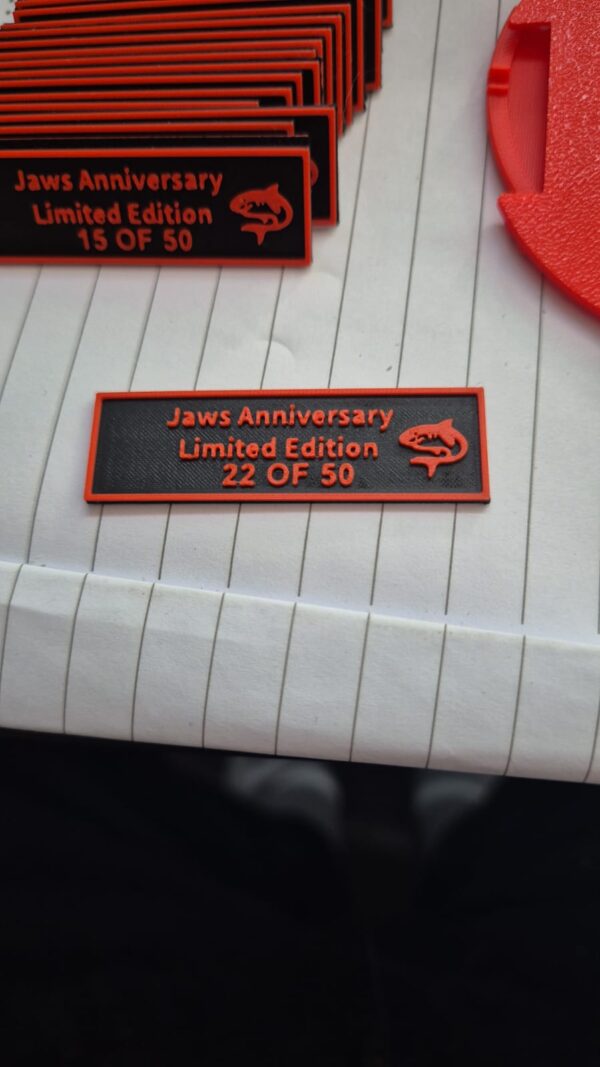 Jaws Anniversary
Limited Edition
15 OF 50
Jaws Anniversary
Limited Edition
22 OF 50